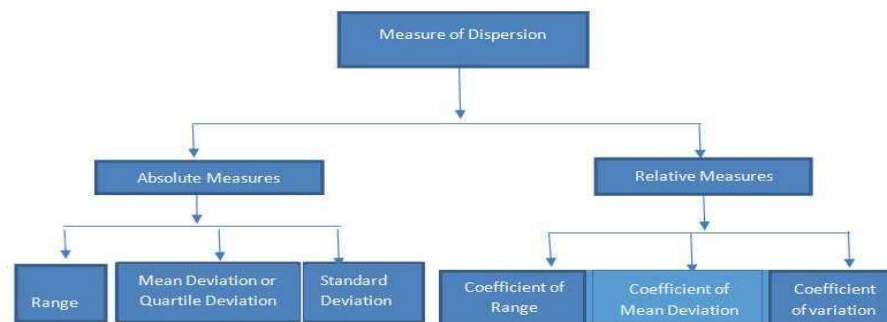 Measure of Dispersion
Absolute Measures
Relative Measures
Range
Mean Deviation or
Quartile Deviation
Standard
Deviation
Coefficient of
Range
Coefficient of
Mean Deviation
Coefficient
of variation